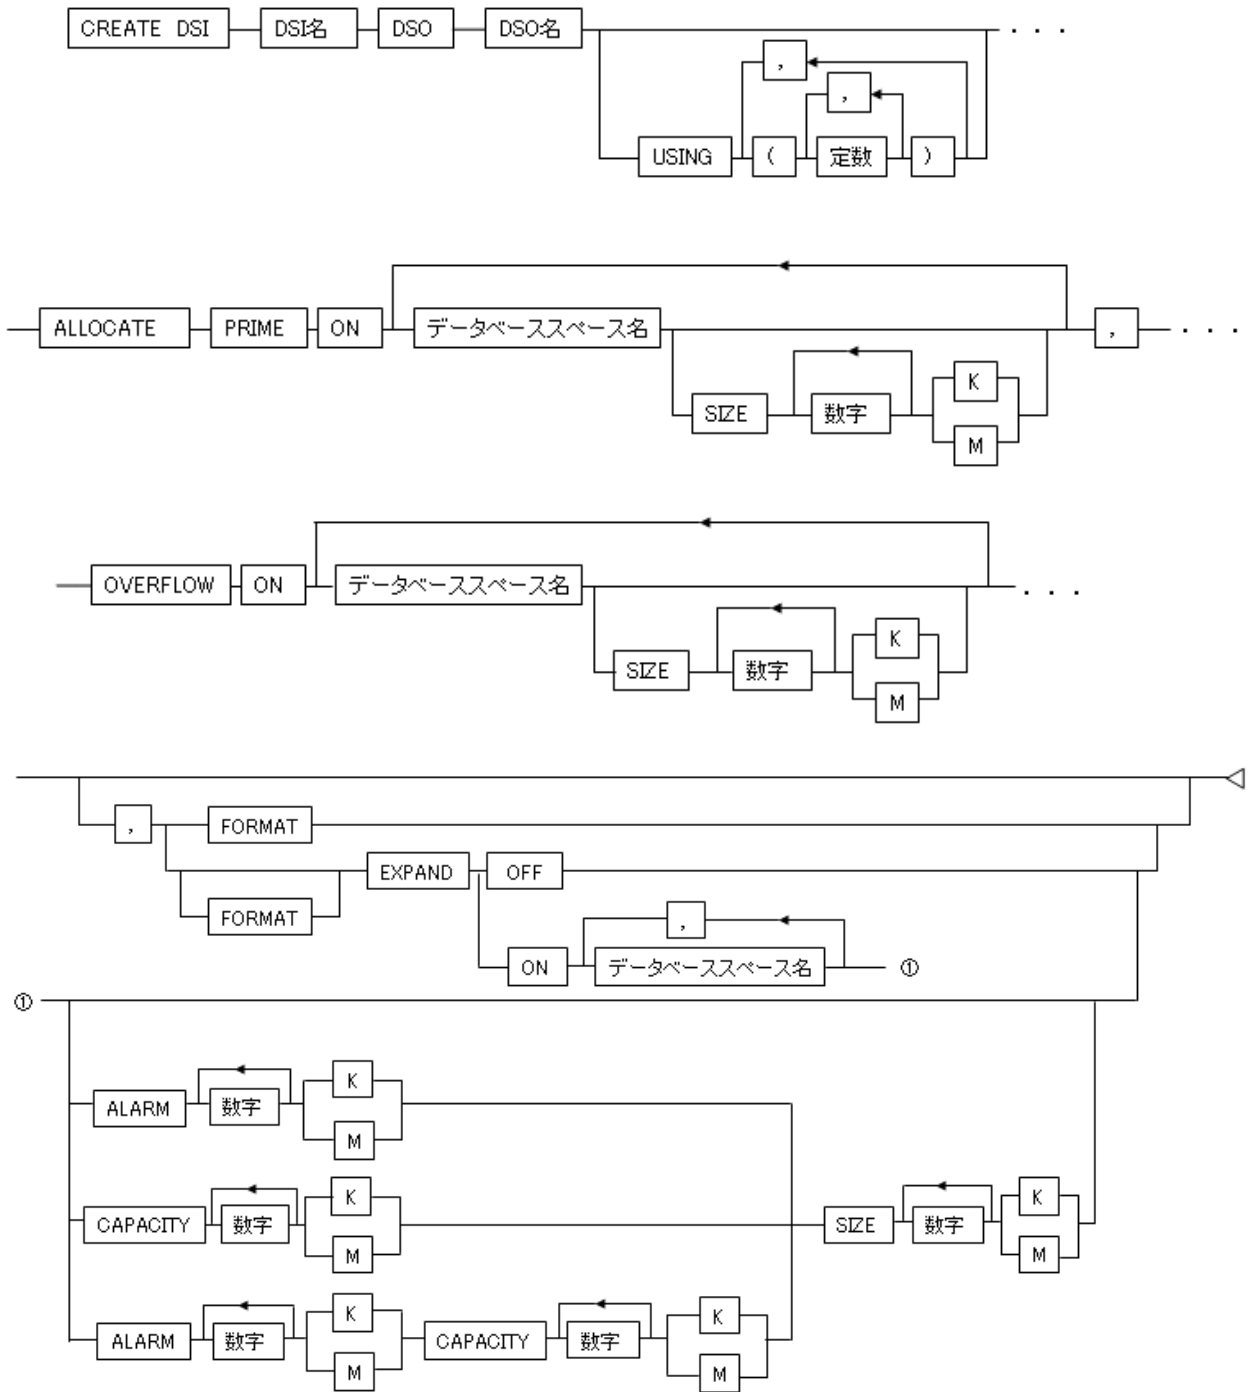 CREATE DSI DSI名 DSO DSO名 ・・・
,
,
USING ( 定数 )
ALLOCATE PRIME ON データベーススペース名 , ・・・
K
SIZE 数字
M
OVERFLOW ON データベーススペース名 ・・・
K
SIZE 数字
M
, FORMAT
EXPAND OFF
FORMAT
,
ON データベーススペース名 ①
①
K
ALARM 数字
M
K K
CAPACITY 数字 SIZE 数字
M M
K K
ALARM 数字 CAPACITY 数字
M M